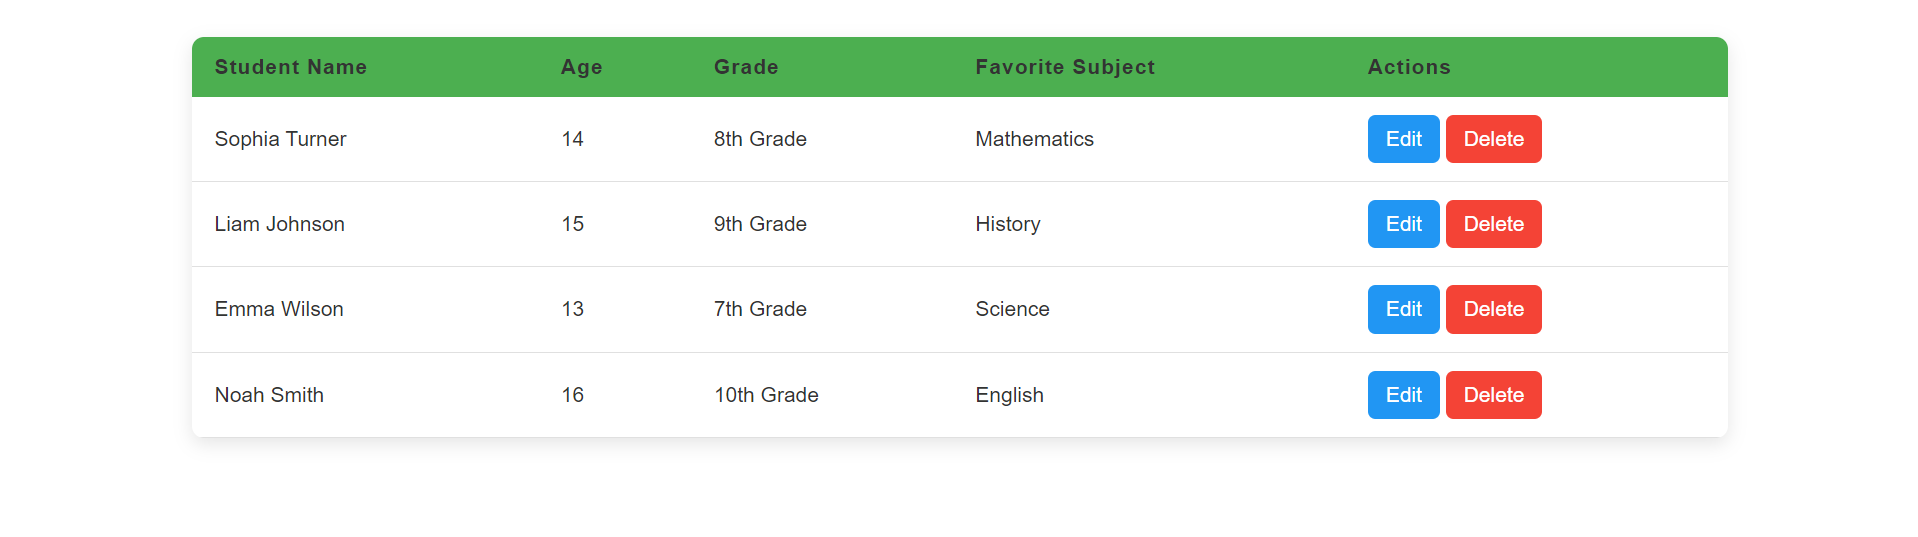 Student Name Age Grade Favorite Subject Actions
Sophia Turner 14 8th Grade Mathematics Edit Delete
Liam Johnson 15 9th Grade History Edit Delete
Emma Wilson 13 7th Grade Science Edit Delete
Noah Smith 16 10th Grade English Edit Delete